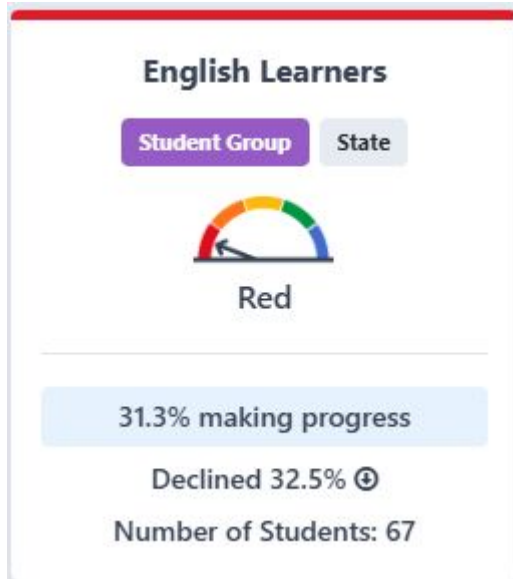 English Learners
Student Group State
Red
31.3% making progress
Declined 32.5%
Number of Students: 67